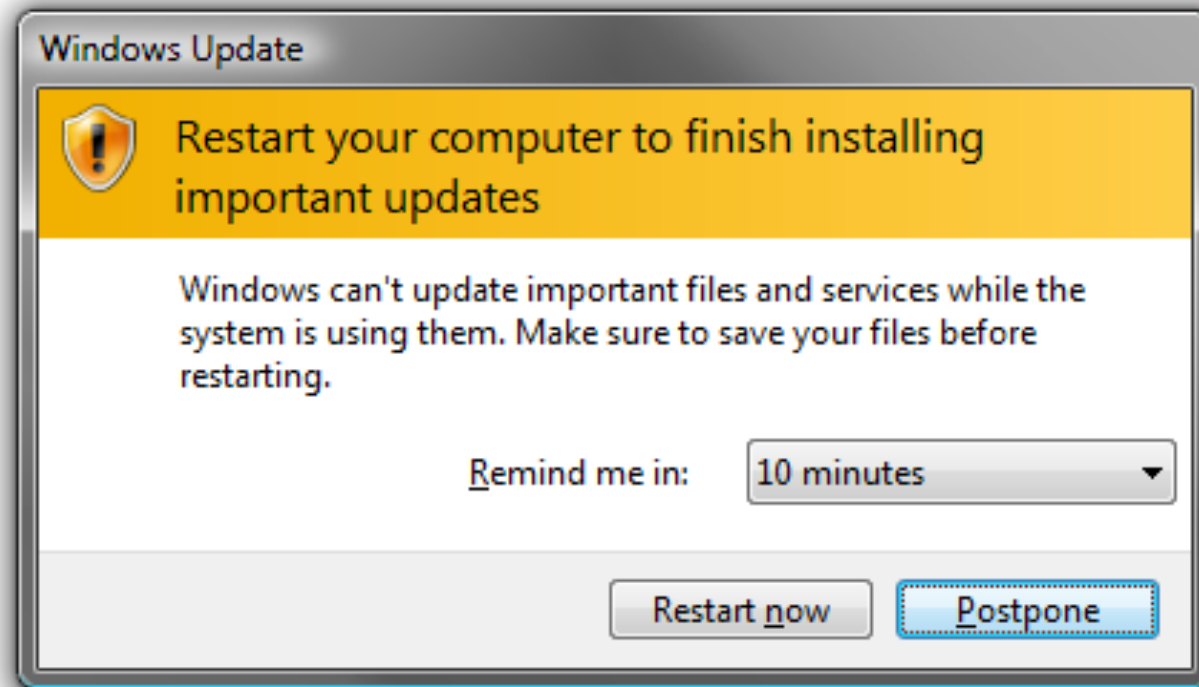 Windows Update
Restart your computer to finish installing
important updates
Windows can't update important files and services while the
system is using them. Make sure to save your files before
restarting.
Remind me in: 10 minutes
Restart now Postpone